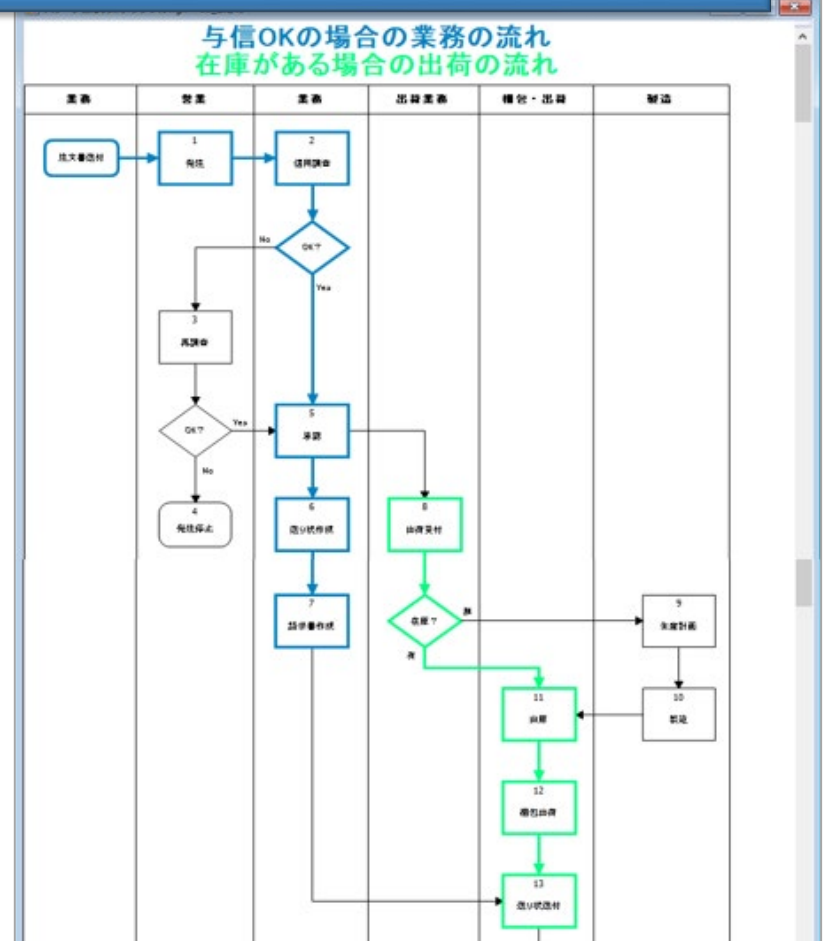 与信OKの場合の業務の流れ
在庫がある場合の出荷の流れ
業務
営業
業務
出荷業務
梱包・出荷
製造
注文書送付
1
発注
2
信用調査
OK?
No
Yes
3
再調査
OK?
Yes
No
5
承認
4
発注停止
6
送り状作成
8
出荷受付
7
請求書作成
在庫?
無
有
9
生産計画
11
出庫
10
製造
12
梱包出荷
13
送り状送付